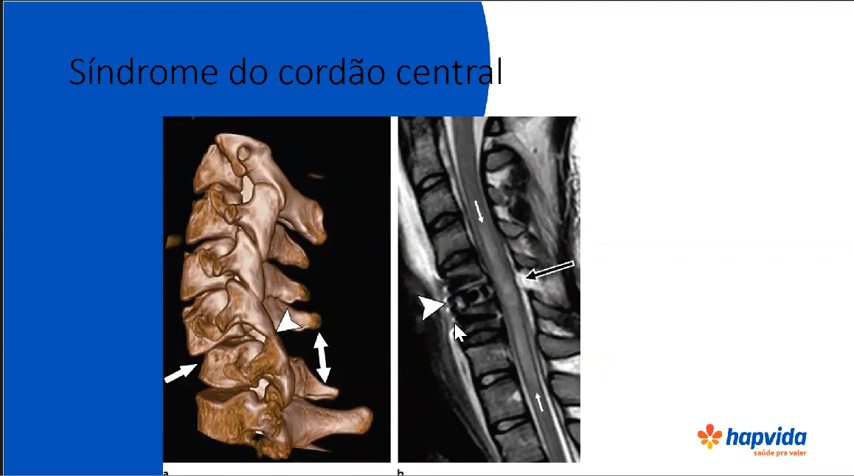 Síndrome do cordão central
a
b
hapvida
saúde pra valer